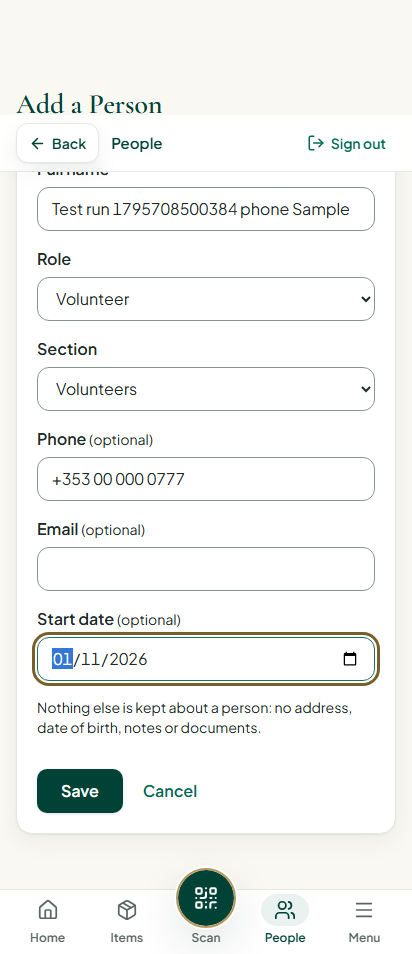 Add a Person
Back
People
Sign out
Full name
Test run 1795708500384 phone Sample
Role
Volunteer
Section
Volunteers
Phone (optional)
+353 00 000 0777
Email (optional)
Start date (optional)
01/11/2026
Nothing else is kept about a person: no address,
date of birth, notes or documents.
Save
Cancel
Home
Items
Scan
People
Menu